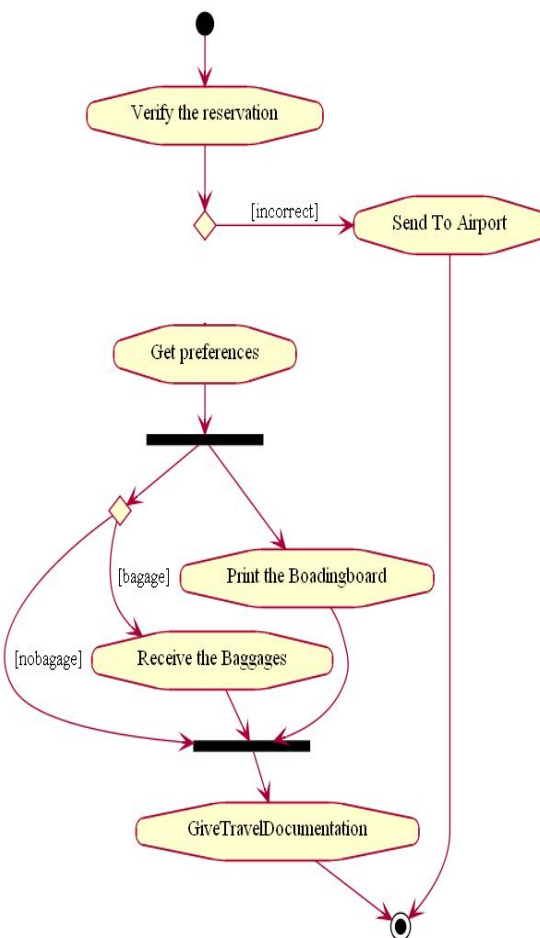 Verify the reservation
[incorrect]
Send To Airport
Get preferences
[bagage]
Print the Boadingboard
[nobagage]
Receive the Baggages
GiveTravelDocumentation